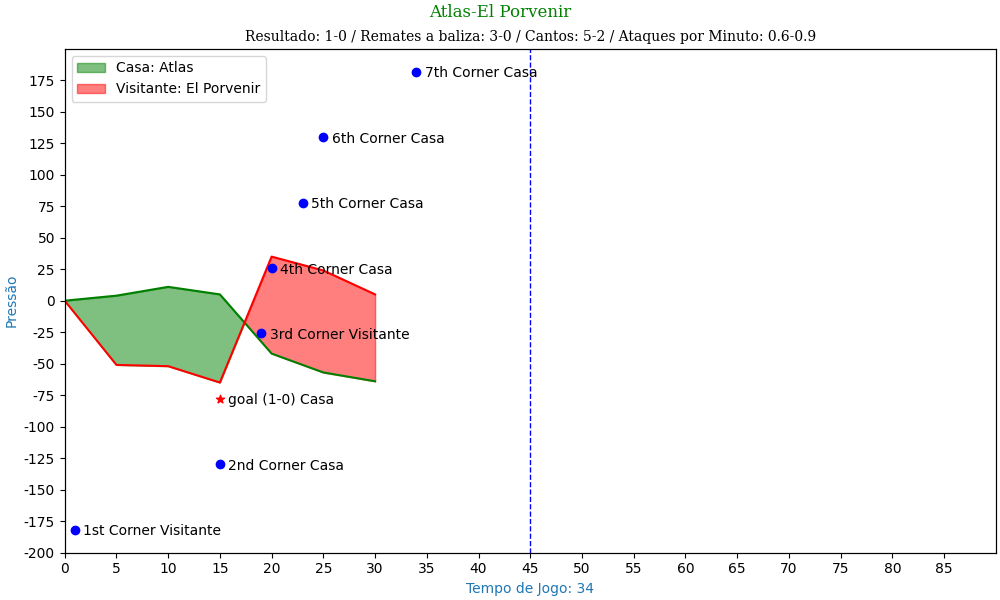 Atlas-El Porvenir
Resultado: 1-0 / Remates a baliza: 3-0 / Cantos: 5-2 / Ataques por Minuto: 0.6-0.9
Casa: Atlas
Visitante: El Porvenir
7th Corner Casa
6th Corner Casa
5th Corner Casa
4th Corner Casa
3rd Corner Visitante
goal (1-0) Casa
2nd Corner Casa
1st Corner Visitante
Pressão
175
150
125
100
75
50
25
0
-25
-50
-75
-100
-125
-150
-175
-200
0 5 10 15 20 25 30 35 40 45 50 55 60 65 70 75 80 85
Tempo de Jogo: 34